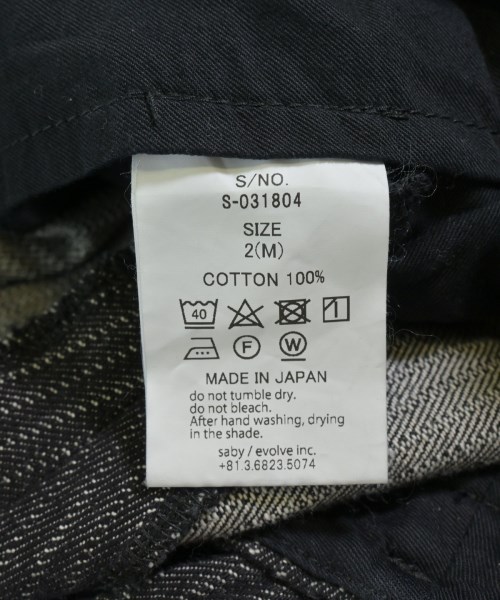 S/NO.
S-031804
SIZE
2(M)
COTTON 100%
40
F W
MADE IN JAPAN
do not tumble dry.
do not bleach.
After hand washing, drying
in the shade.
saby / evolve inc.
+81.3.6823.5074